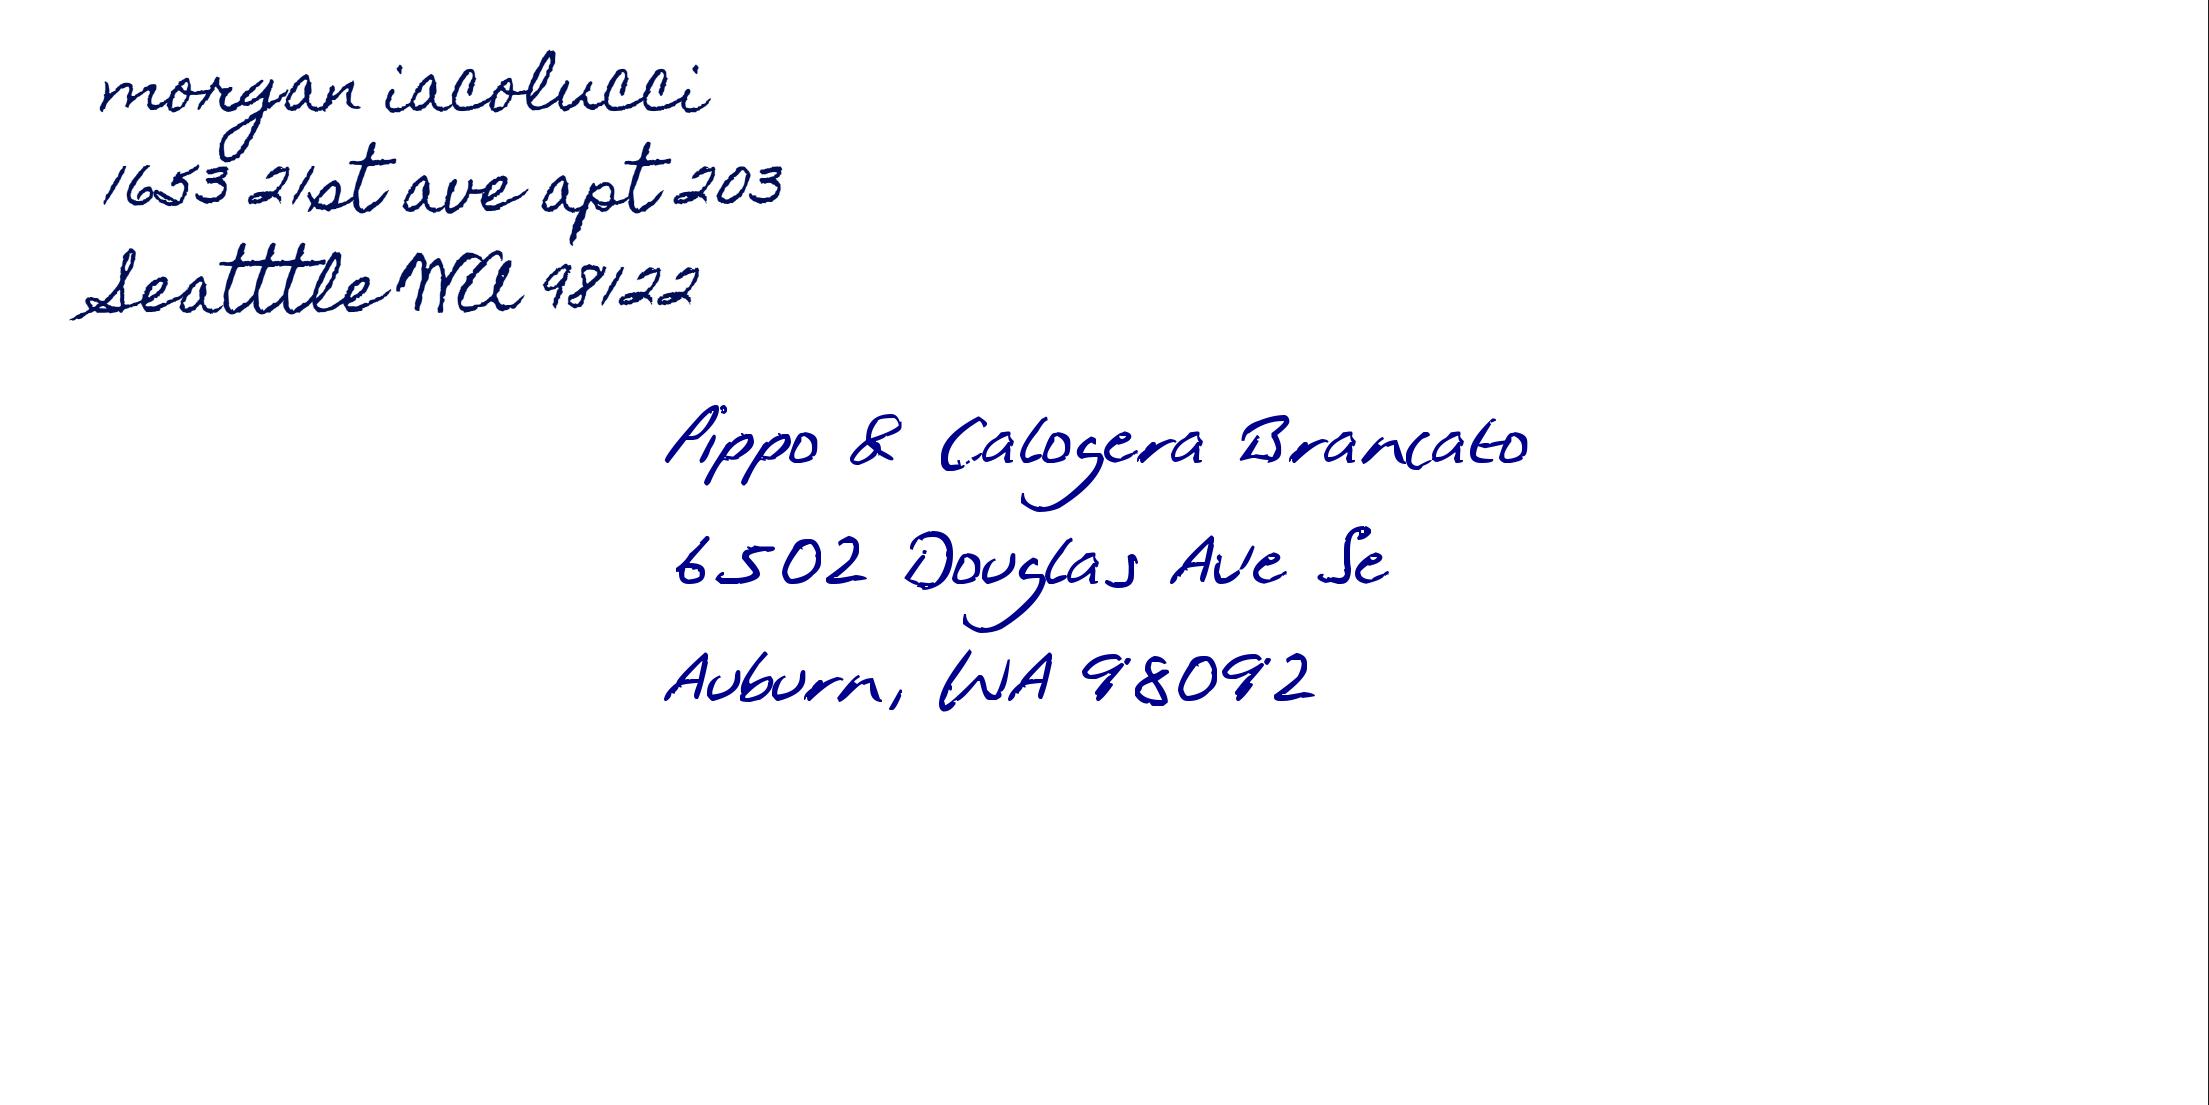 morgan iacolucci
1653 21st ave apt 203
Seatttle WA 98122
Pippo & Calogera Brancato
6502 Douglas Ave Se
Auburn, WA 98092